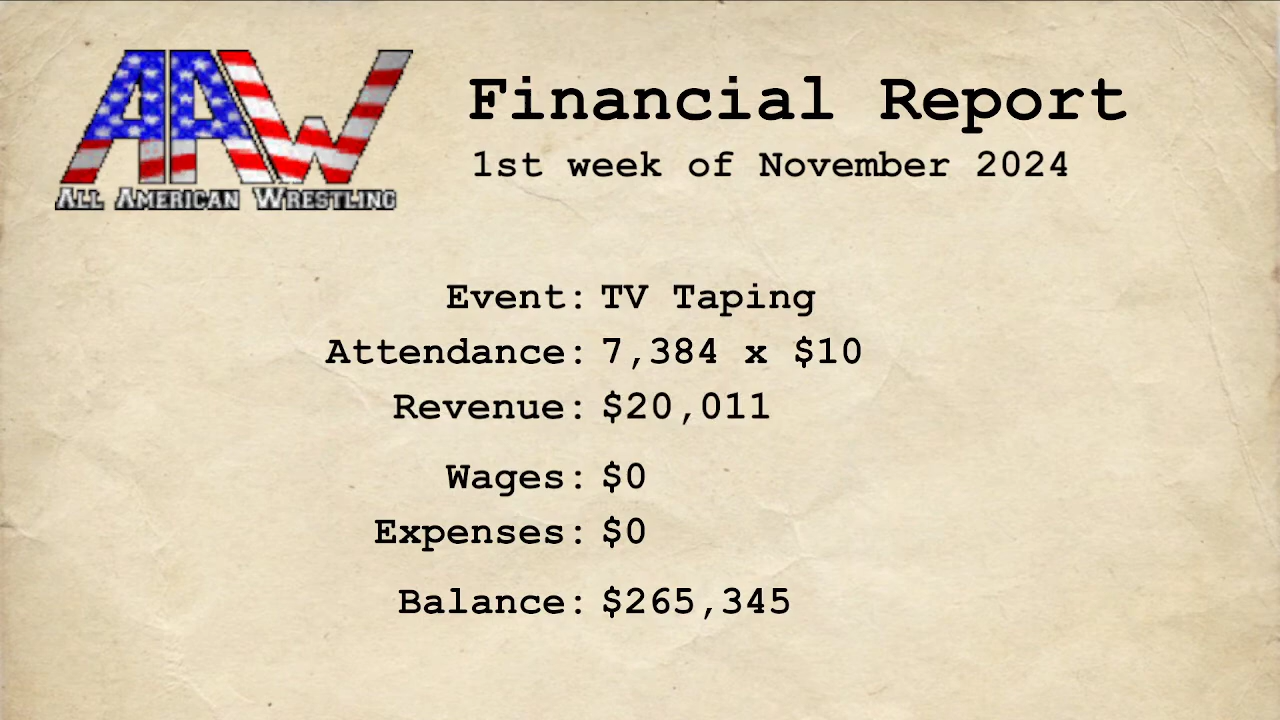 AAW
ALL AMERICAN WRESTLING
Financial Report
1st week of November 2024
Event: TV Taping
Attendance: 7,384 x $10
Revenue: $20,011
Wages: $0
Expenses: $0
Balance: $265,345